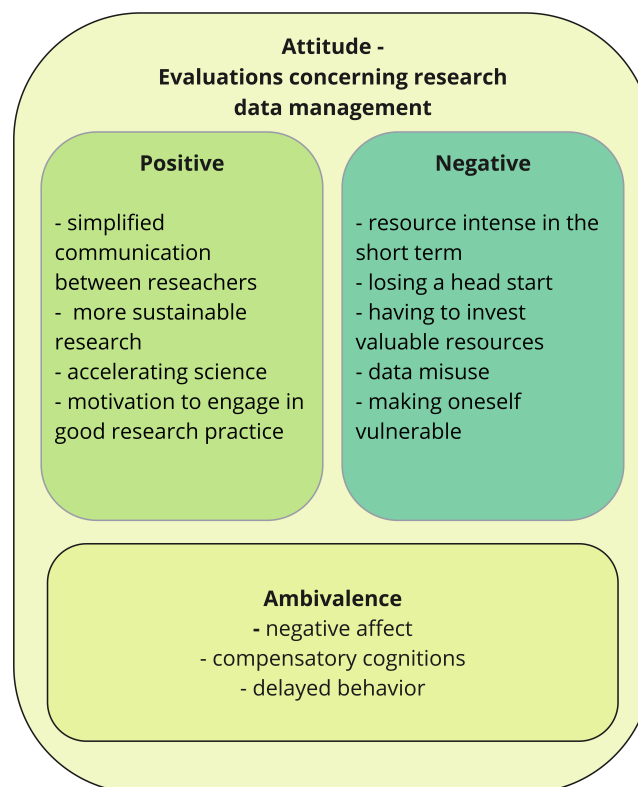 Attitude -
Evaluations concerning research
data management
Positive
- simplified
communication
between reseachers
-  more sustainable
research
- accelerating science
- motivation to engage in
good research practice
Negative
- resource intense in the
short term
- losing a head start
- having to invest
valuable resources
- data misuse
- making oneself
vulnerable
Ambivalence
- negative affect
- compensatory cognitions
- delayed behavior